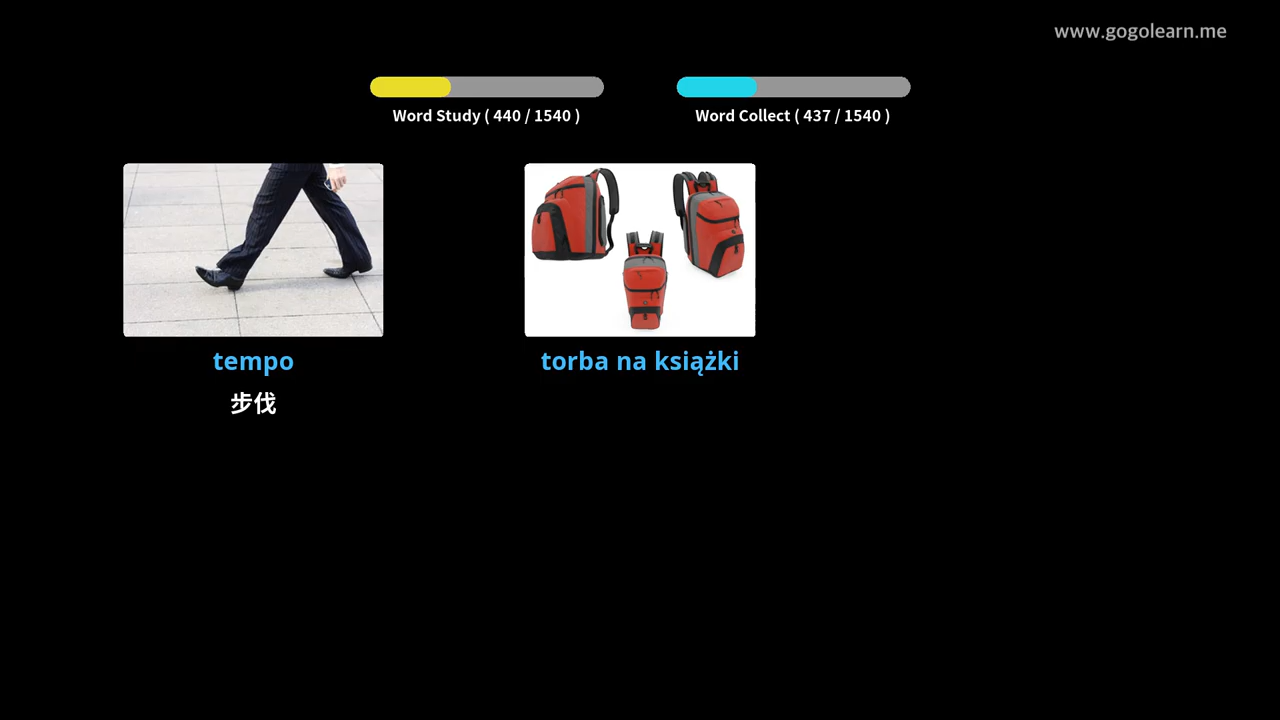 www.gogolearn.me
Word Study ( 440 / 1540 )
Word Collect ( 437 / 1540 )
tempo
torba na książki
步伐